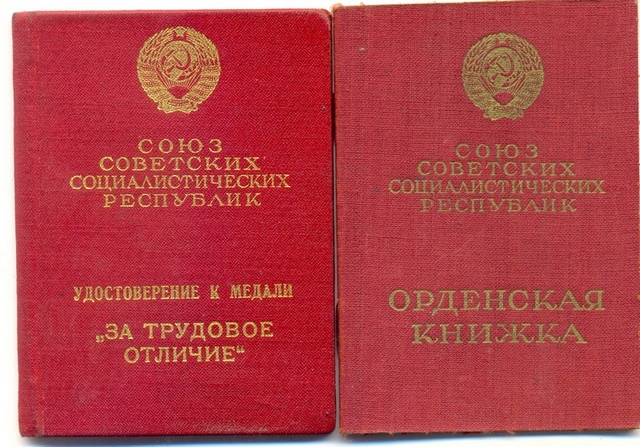 СОЮЗ
СОВЕТСКИХ
СОЦИАЛИСТИЧЕСКИХ
РЕСПУБЛИК
УДОСТОВЕРЕНИЕ К МЕДАЛИ
„ЗА ТРУДОВОЕ
ОТЛИЧИЕ“
СОЮЗ
СОВЕТСКИХ
СОЦИАЛИСТИЧЕСКИХ
РЕСПУБЛИК
ОРДЕНСКАЯ
КНИЖКА